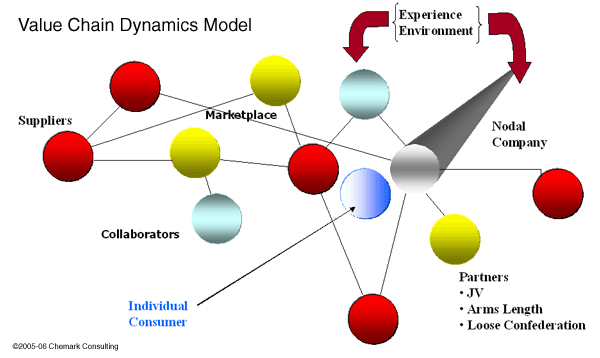 Value Chain Dynamics Model
Experience
Environment
Suppliers
Marketplace
Nodal
Company
Collaborators
Individual
Consumer
Partners
• JV
• Arms Length
• Loose Confederation
©2005-06 Chemark Consulting